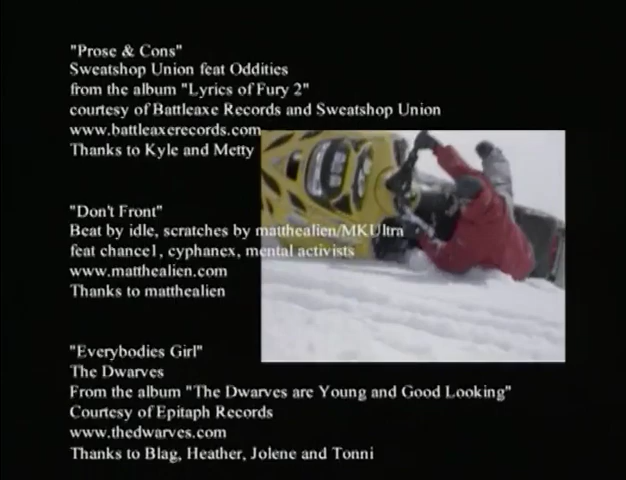 "Prose & Cons"
Sweatshop Union feat Oddities
from the album "Lyrics of Fury 2"
courtesy of Battleaxe Records and Sweatshop Union
www.battleaxerecords.com
Thanks to Kyle and Metty
"Don't Front"
Beat by idle, scratches by matthealien/MKUltra
feat chance1, cyphanex, mental activists
www.matthealien.com
Thanks to matthealien
"Everybodies Girl"
The Dwarves
From the album "The Dwarves are Young and Good Looking"
Courtesy of Epitaph Records
www.thedwarves.com
Thanks to Blag, Heather, Jolene and Tonni